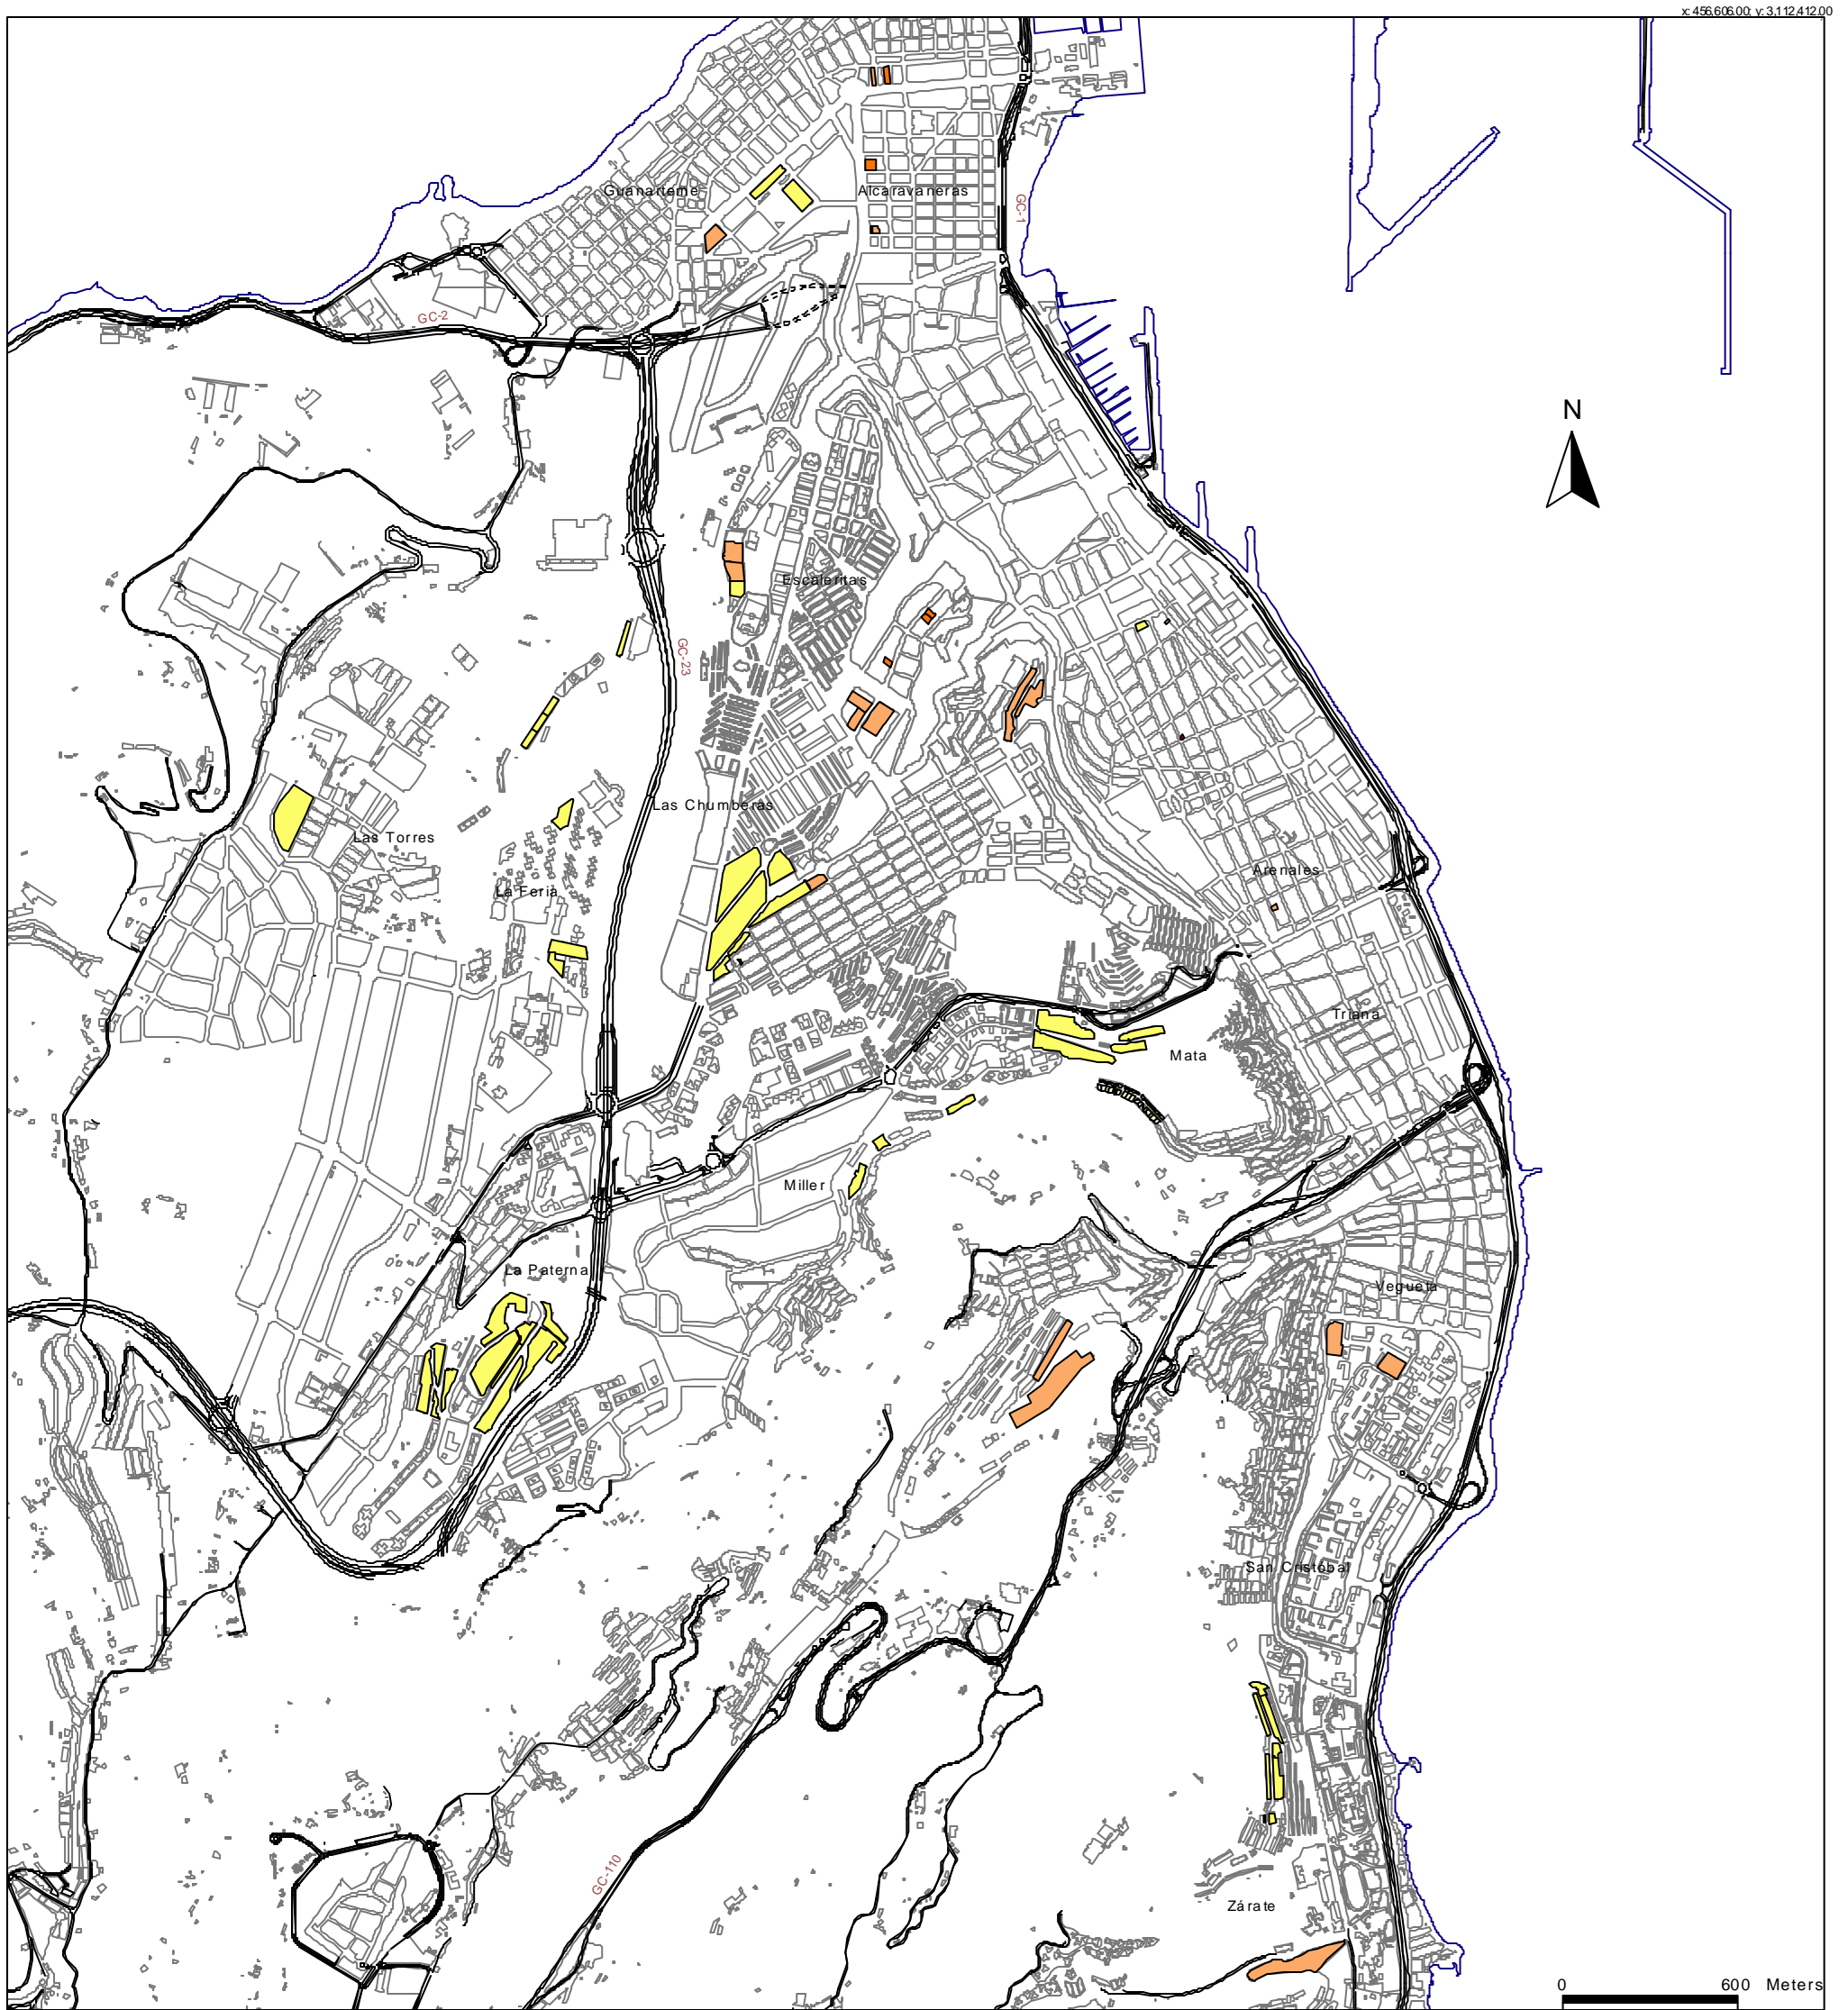 x: 456,606.00; y: 3,112,412.00
Guanarteme
Alcaravaneras
GC-1
GC-2
N
Escaleritas
GC-23
Las Chumberas
Las Torres
La Feria
Arenales
Triana
Mata
Miller
La Paterna
Vegueta
San Cristóbal
GC-110
Zárate
0 600 Meters